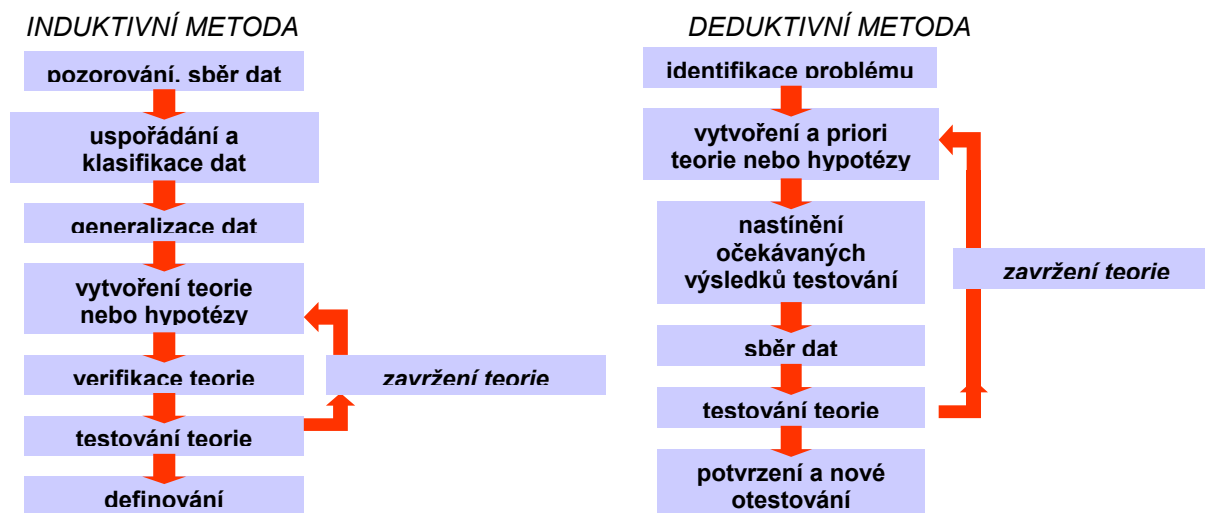 INDUKTIVNÍ METODA
pozorování, sběr dat
uspořádání a
klasifikace dat
generalizace dat
vytvoření teorie
nebo hypotézy
verifikace teorie
testování teorie
definování
zavržení teorie
DEDUKTIVNÍ METODA
identifikace problému
vytvoření a priori
teorie nebo hypotézy
nastínění
očekávaných
výsledků testování
sběr dat
testování teorie
potvrzení a nové
otestování
zavržení teorie